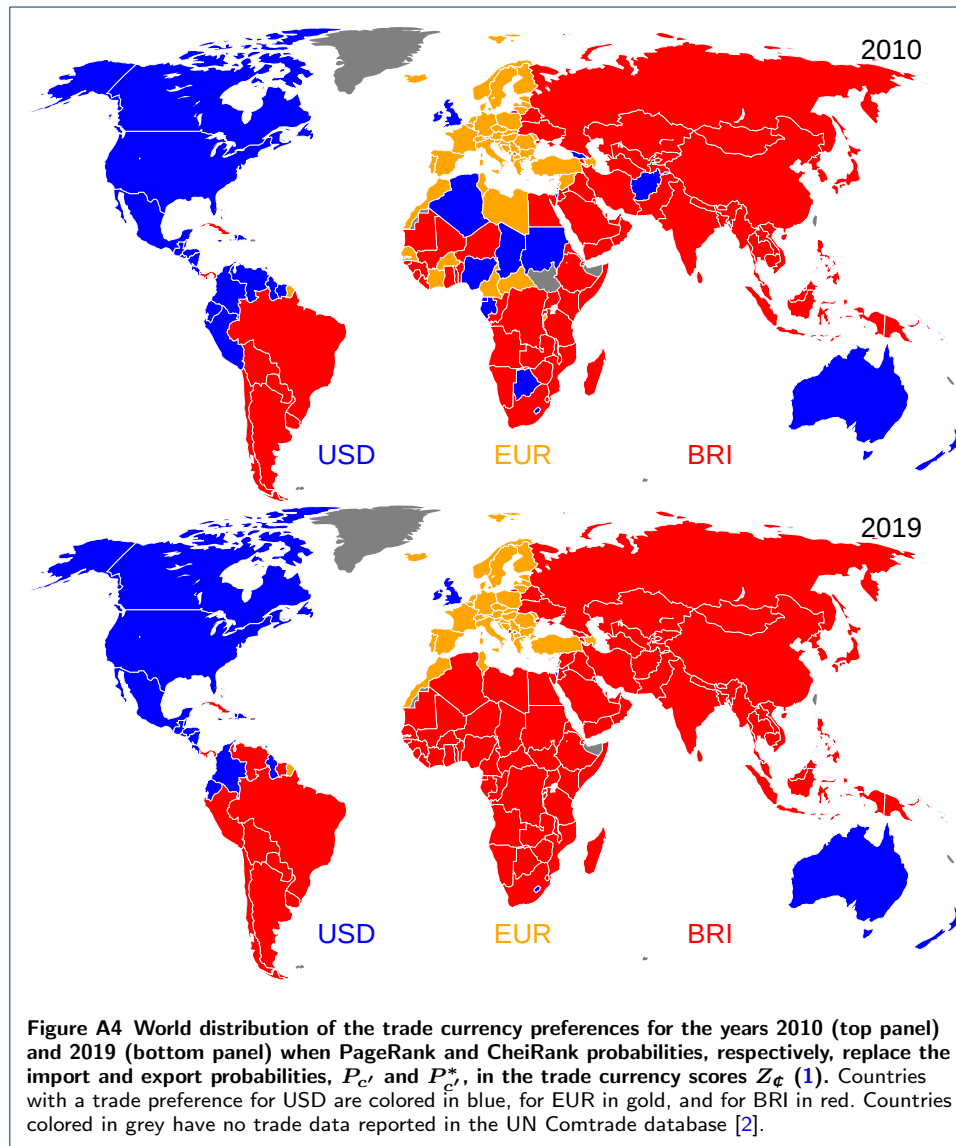 2010
USD EUR BRI
2019
USD EUR BRI
Figure A4 World distribution of the trade currency preferences for the years 2010 (top panel)
and 2019 (bottom panel) when PageRank and CheiRank probabilities, respectively, replace the
import and export probabilities, P_{c′} and P*_{c′}, in the trade currency scores Z_₵ (1). Countries
with a trade preference for USD are colored in blue, for EUR in gold, and for BRI in red. Countries
colored in grey have no trade data reported in the UN Comtrade database [2].